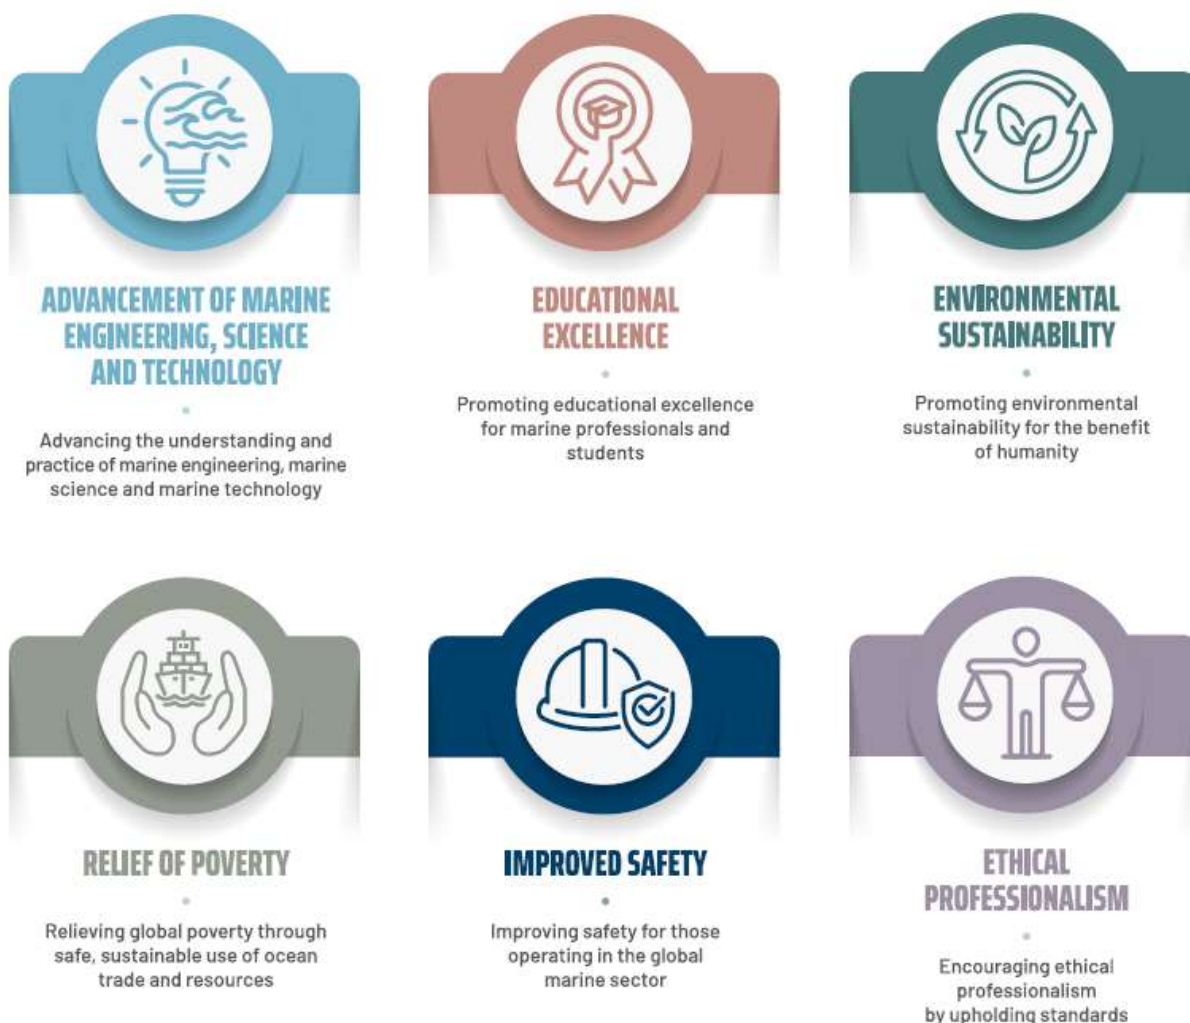 ADVANCEMENT OF MARINE
ENGINEERING, SCIENCE
AND TECHNOLOGY
Advancing the understanding and
practice of marine engineering, marine
science and marine technology
EDUCATIONAL
EXCELLENCE
Promoting educational excellence
for marine professionals and
students
ENVIRONMENTAL
SUSTAINABILITY
Promoting environmental
sustainability for the benefit
of humanity
RELIEF OF POVERTY
Relieving global poverty through
safe, sustainable use of ocean
trade and resources
IMPROVED SAFETY
Improving safety for those
operating in the global
marine sector
ETHICAL
PROFESSIONALISM
Encouraging ethical
professionalism
by upholding standards